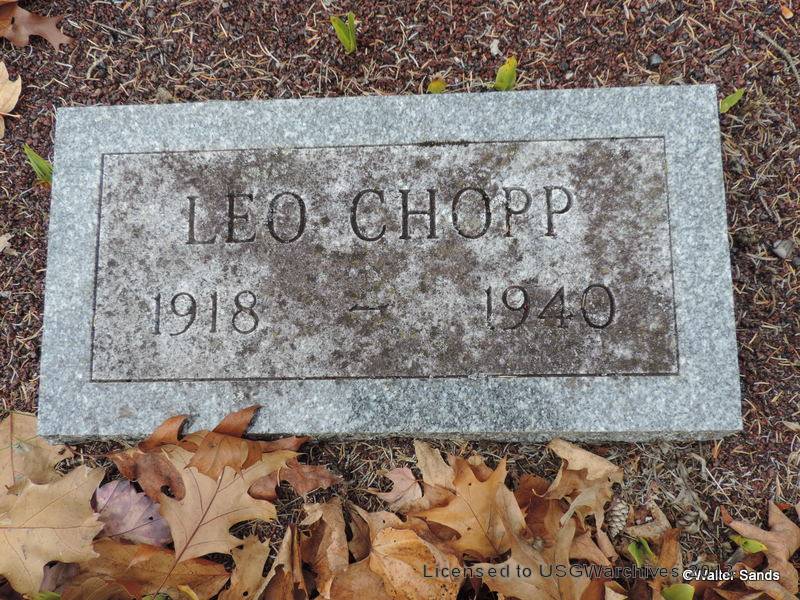 LEO CHOPP
1918 – 1940
Licensed to USGWarchives
©Walter Sands